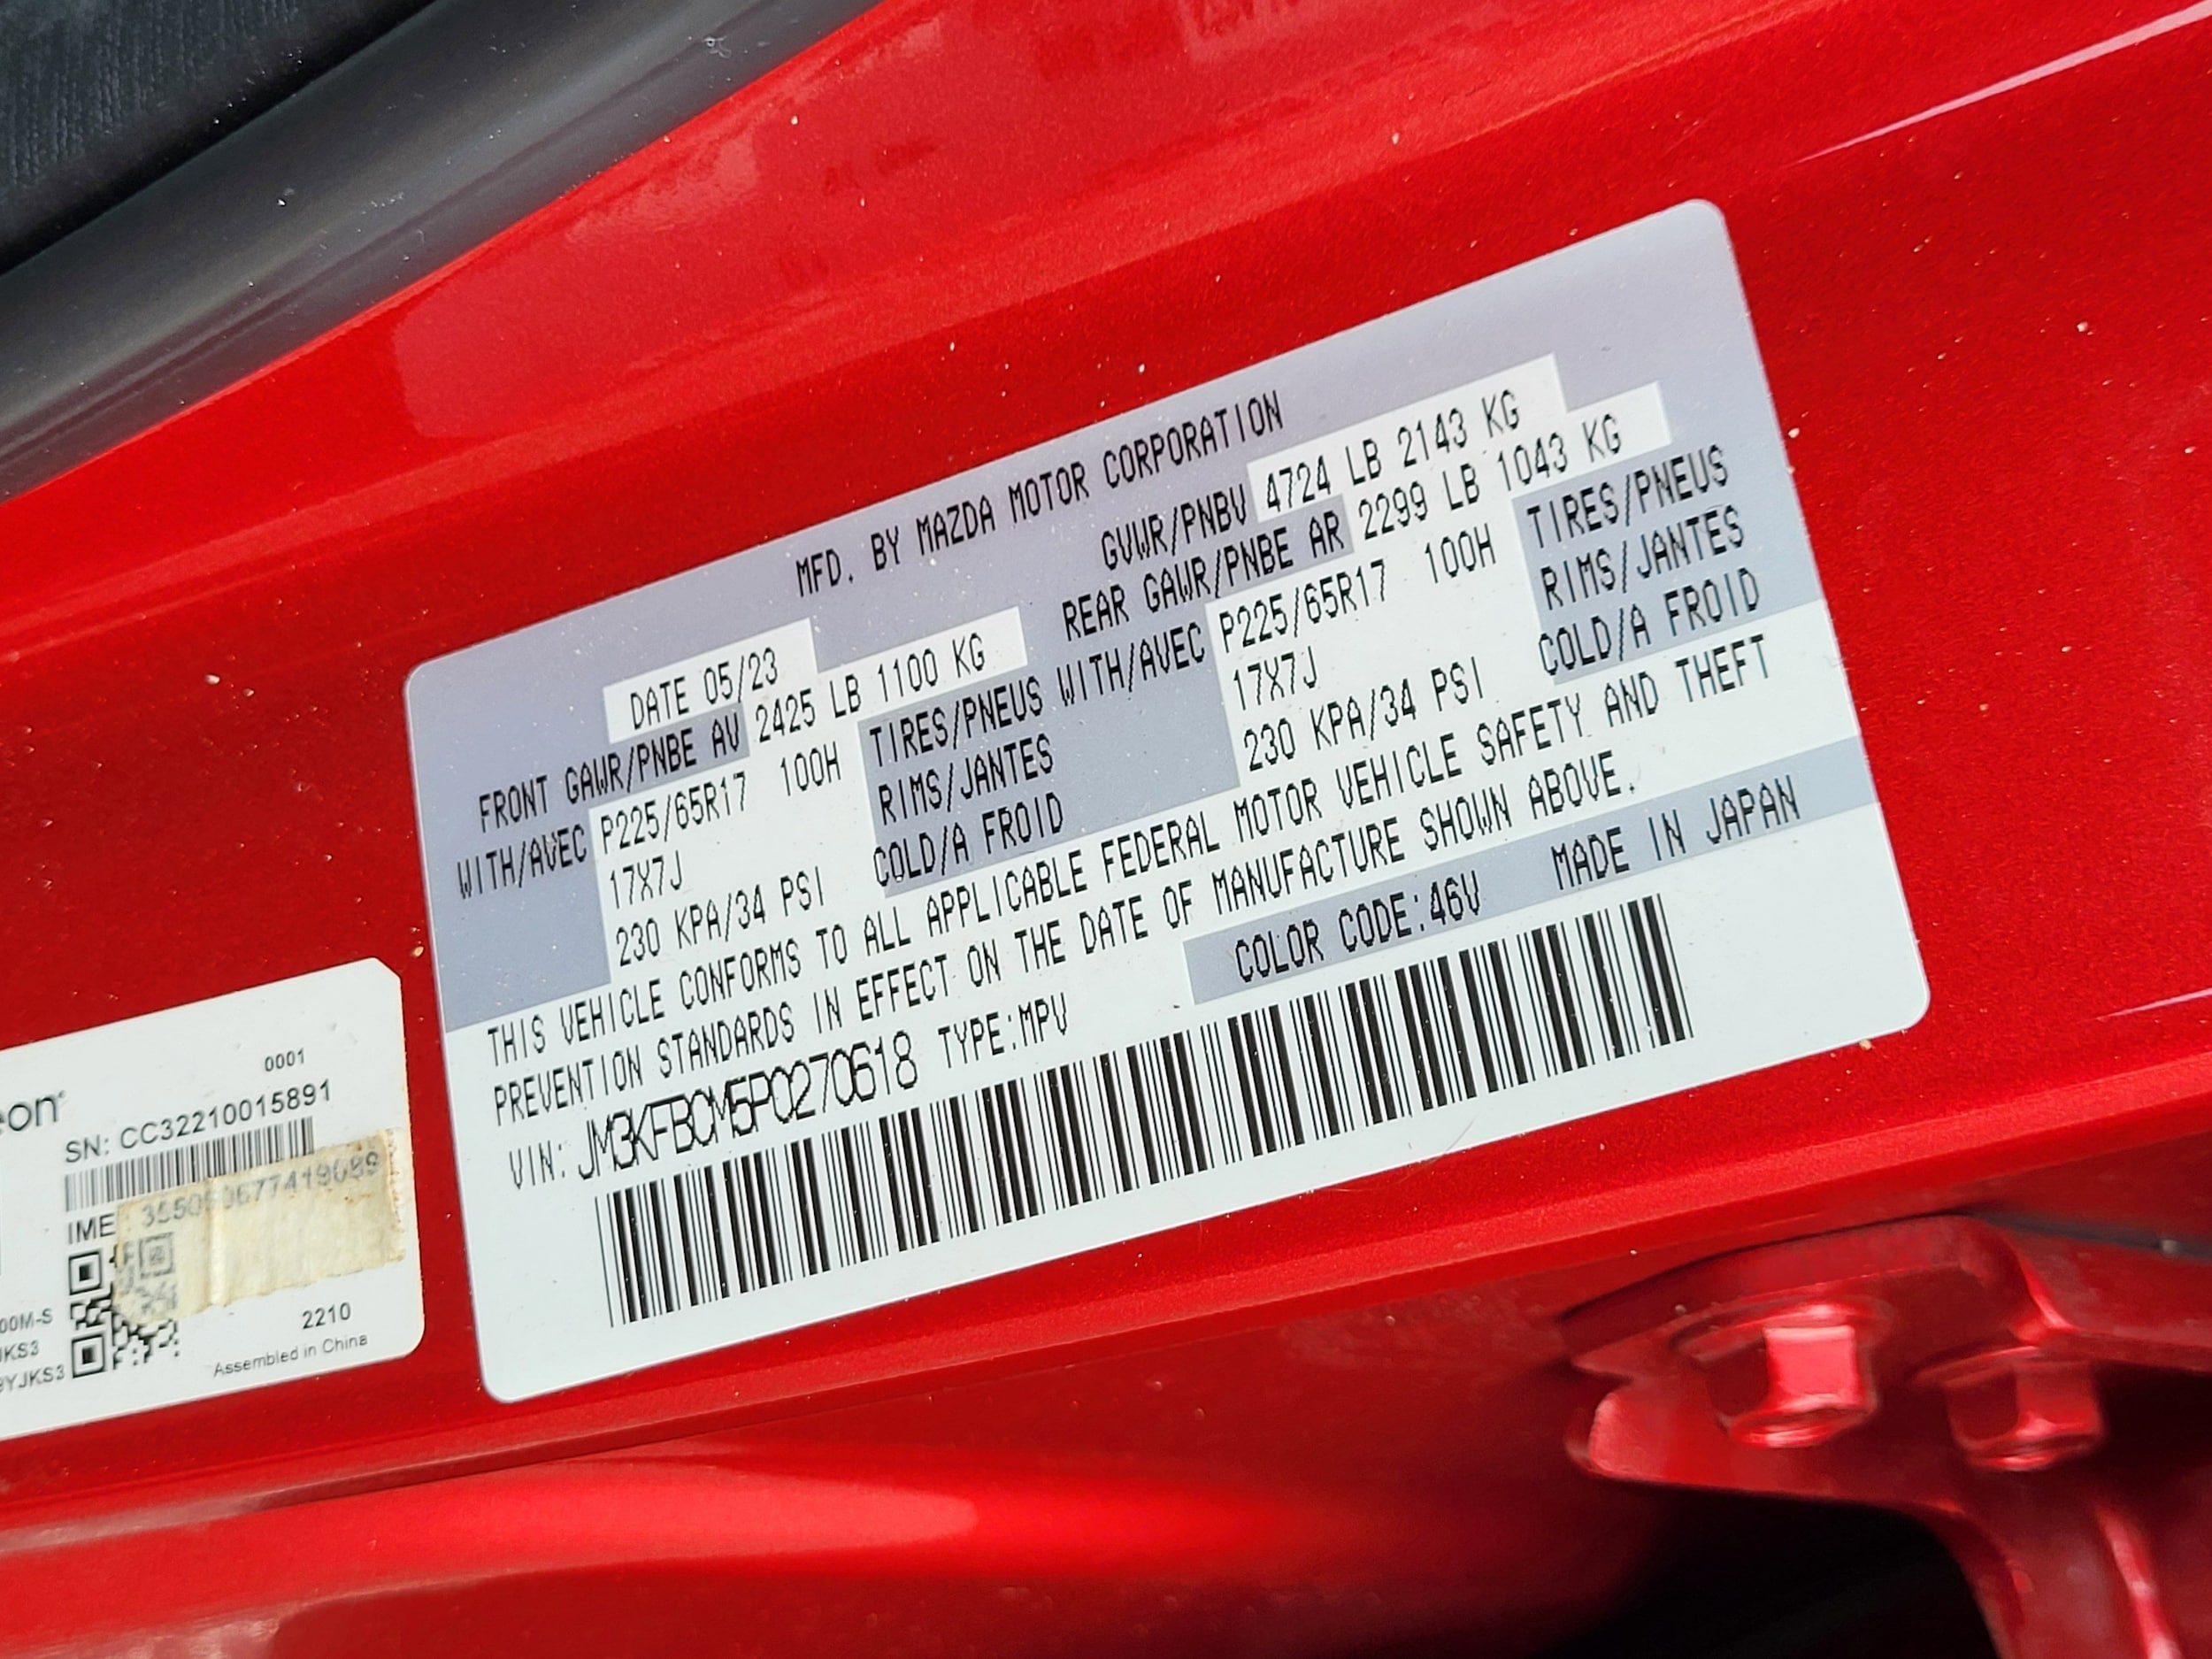 MFD. BY MAZDA MOTOR CORPORATION
DATE 05/23 GVWR/PNBV 4724 LB 2143 KG
FRONT GAWR/PNBE AV 2425 LB 1100 KG REAR GAWR/PNBE AR 2299 LB 1043 KG
WITH/AVEC P225/65R17 100H TIRES/PNEUS WITH/AVEC P225/65R17 100H TIRES/PNEUS
17X7J RIMS/JANTES 17X7J RIMS/JANTES
230 KPA/34 PSI COLD/A FROID 230 KPA/34 PSI COLD/A FROID
THIS VEHICLE CONFORMS TO ALL APPLICABLE FEDERAL MOTOR VEHICLE SAFETY AND THEFT
PREVENTION STANDARDS IN EFFECT ON THE DATE OF MANUFACTURE SHOWN ABOVE.
VIN: JM3KFBCM5P0270618 TYPE:MPV COLOR CODE:46V MADE IN JAPAN
0001
eon
SN: CC32210015891
IME
00M-S
JKS3
9YJKS3
2210
Assembled in China